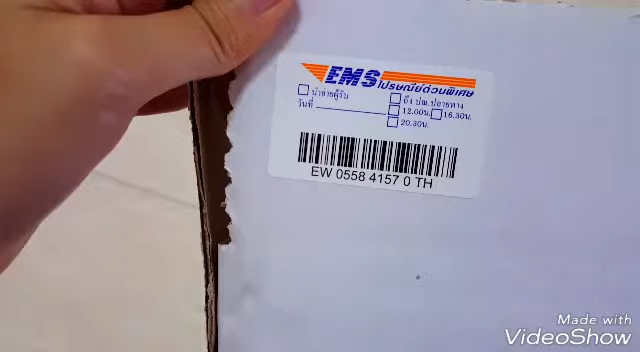 EMS ไปรษณีย์ด่วนพิเศษ
นำจ่ายผู้รับ
ถึง ปณ.ปลายทาง
วันที่
12.00น. 16.30น.
20.30น.
EW 0558 4157 0 TH
Made with
VideoShow